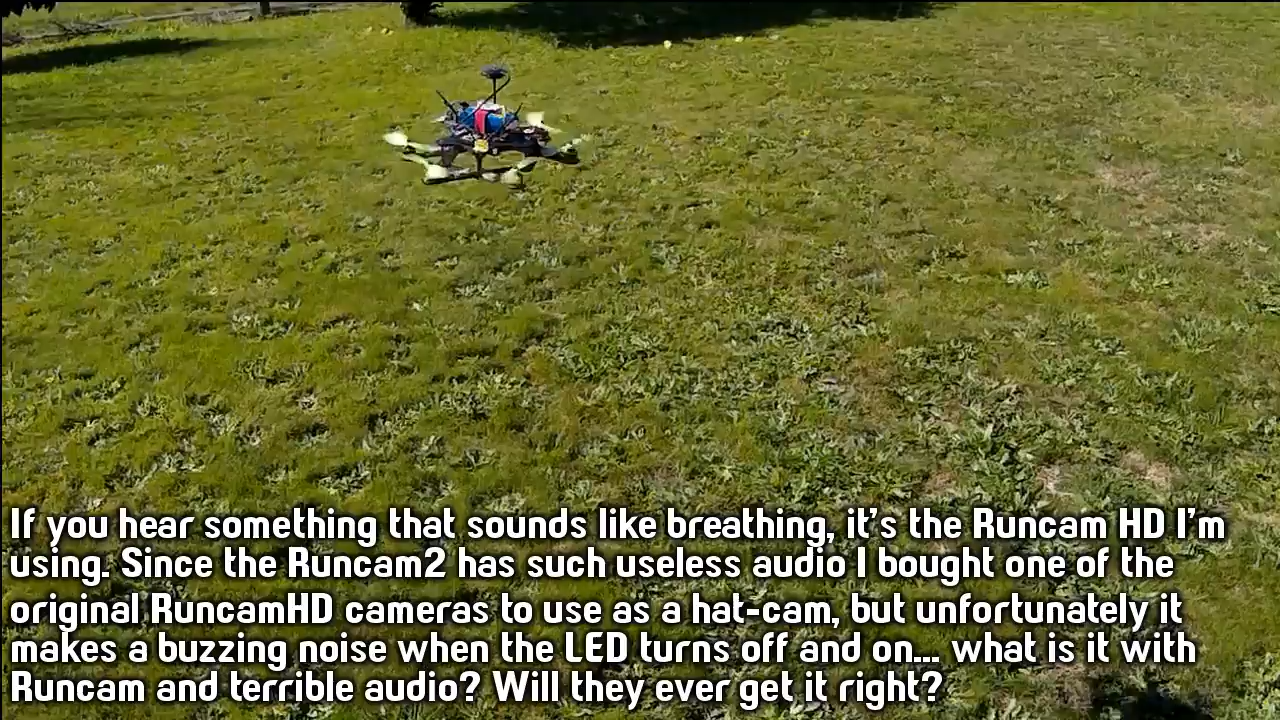 If you hear something that sounds like breathing, it's the Runcam HD I'm
using. Since the Runcam2 has such useless audio I bought one of the
original RuncamHD cameras to use as a hat-cam, but unfortunately it
makes a buzzing noise when the LED turns off and on... what is it with
Runcam and terrible audio? Will they ever get it right?